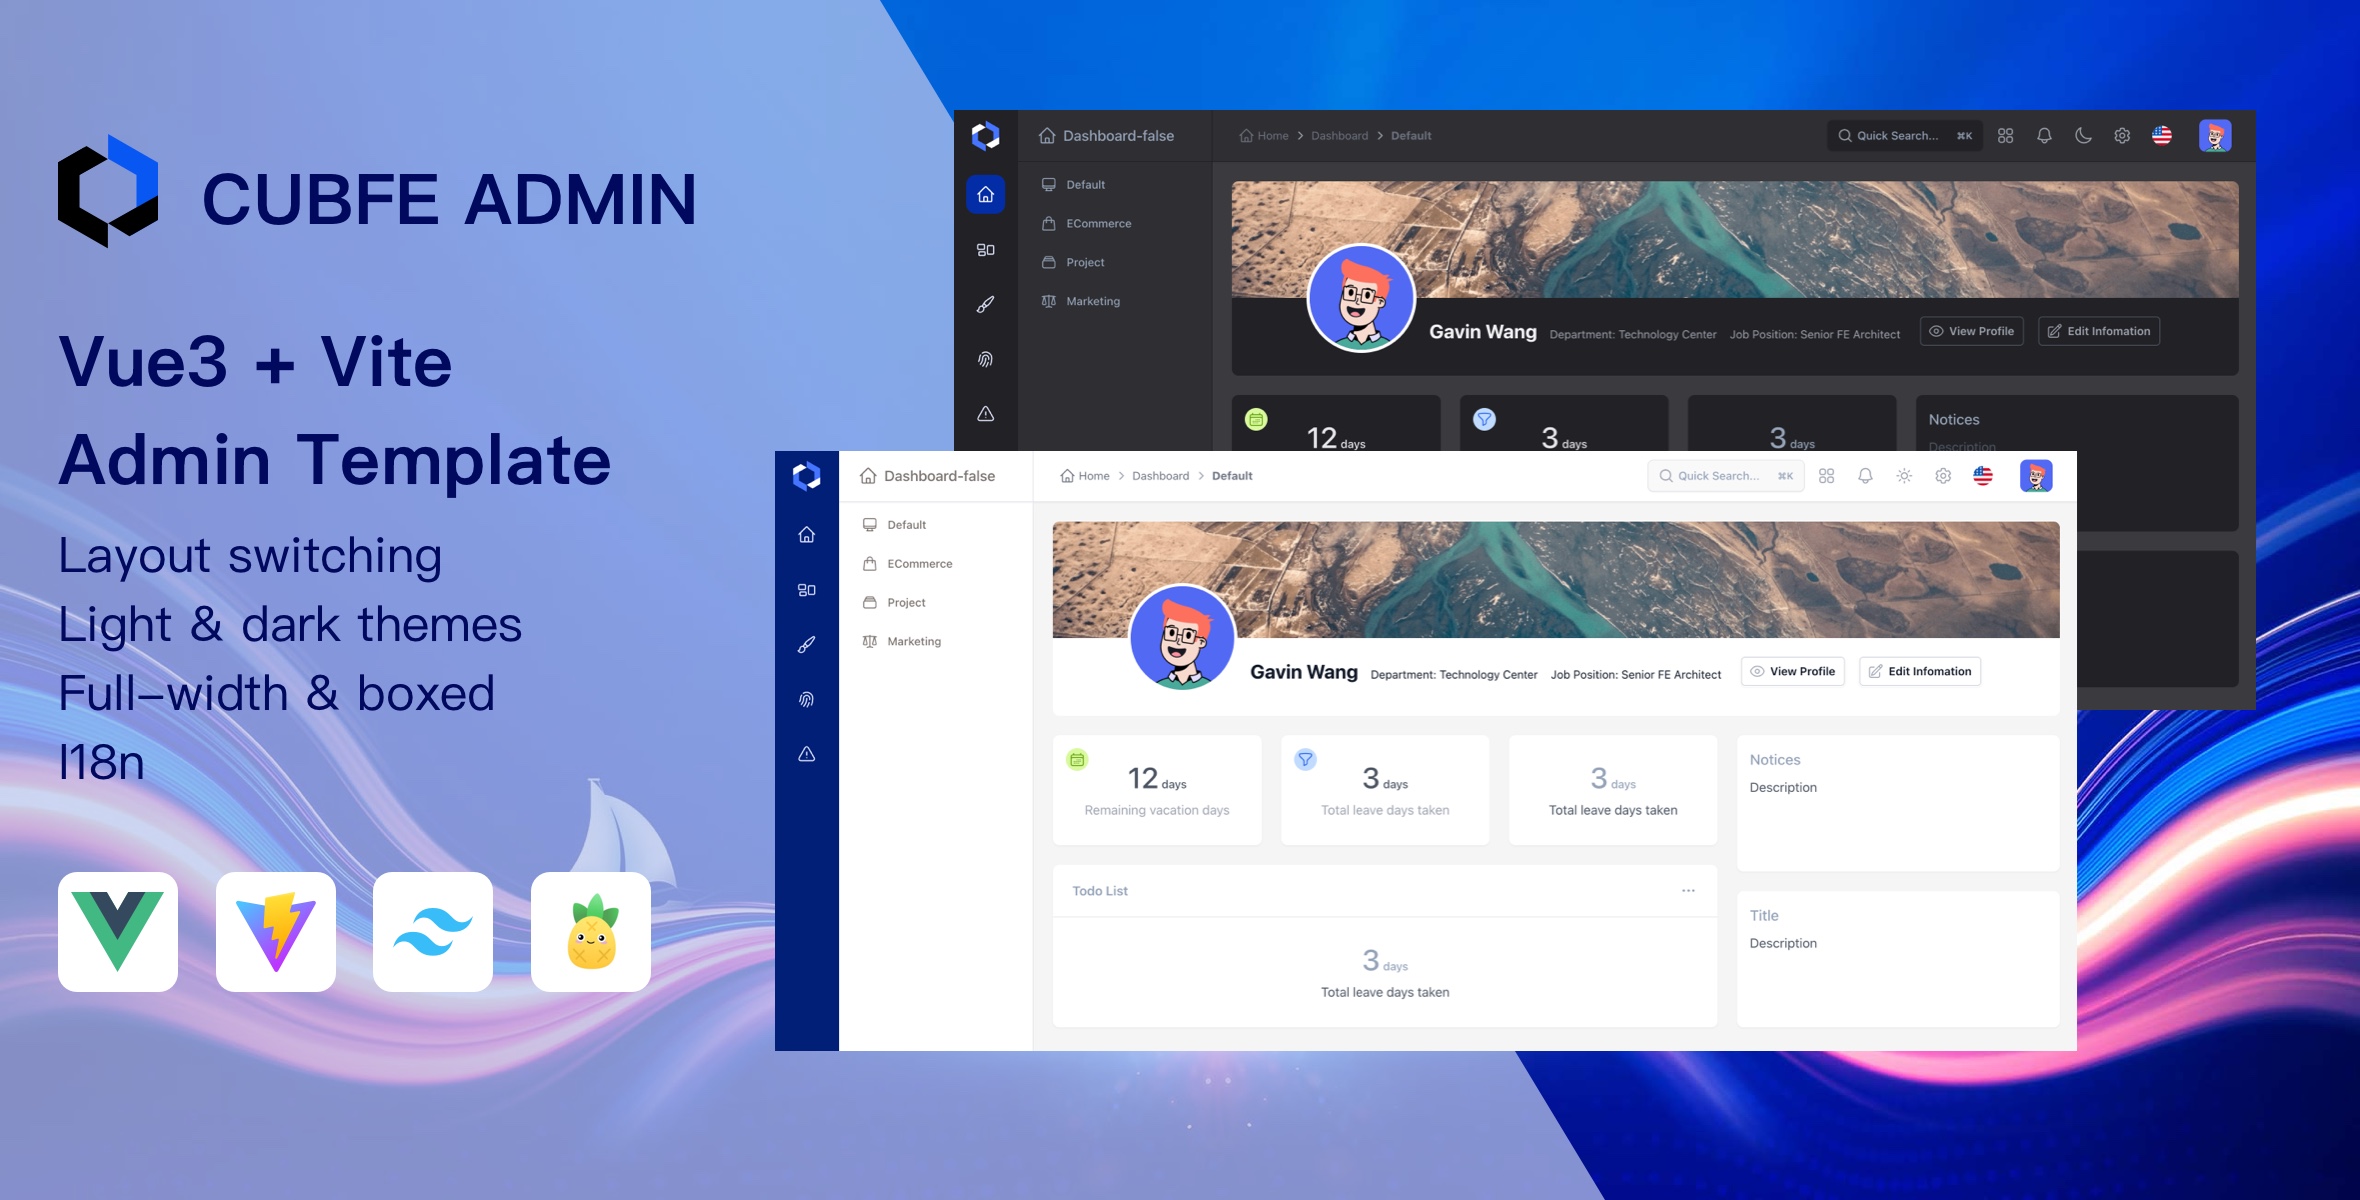 CUBFE ADMIN
Vue3 + Vite
Admin Template
Layout switching
Light & dark themes
Full-width & boxed
I18n
Dashboard-false
Home > Dashboard > Default
Quick Search... ⌘K
Default
ECommerce
Project
Marketing
Gavin Wang Department: Technology Center Job Position: Senior FE Architect View Profile Edit Infomation
12 days
3 days
3 days
Notices
Description
Dashboard-false
Home > Dashboard > Default
Quick Search... ⌘K
Default
ECommerce
Project
Marketing
Gavin Wang Department: Technology Center Job Position: Senior FE Architect View Profile Edit Infomation
12 days
Remaining vacation days
3 days
Total leave days taken
3 days
Total leave days taken
Notices
Description
Todo List
3 days
Total leave days taken
Title
Description